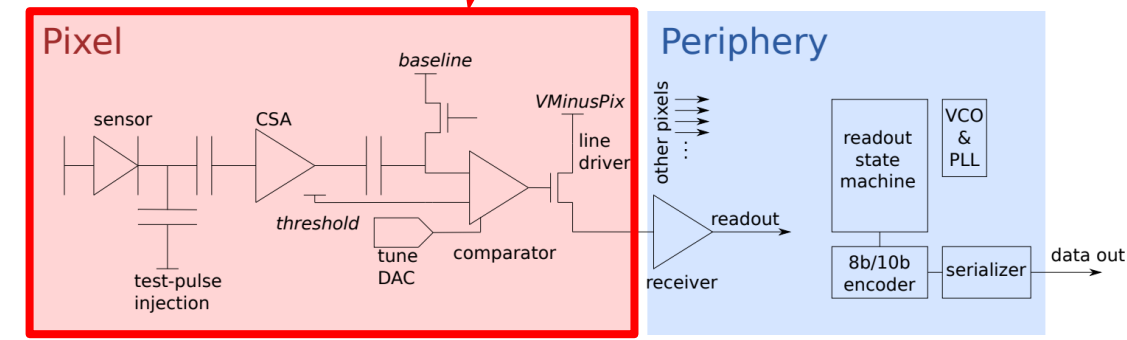 Pixel
sensor
CSA
baseline
VMinusPix
line
driver
threshold
tune
DAC
comparator
test-pulse
injection
Periphery
other pixels
...
readout
receiver
readout
state
machine
VCO
&
PLL
8b/10b
encoder
serializer
data out